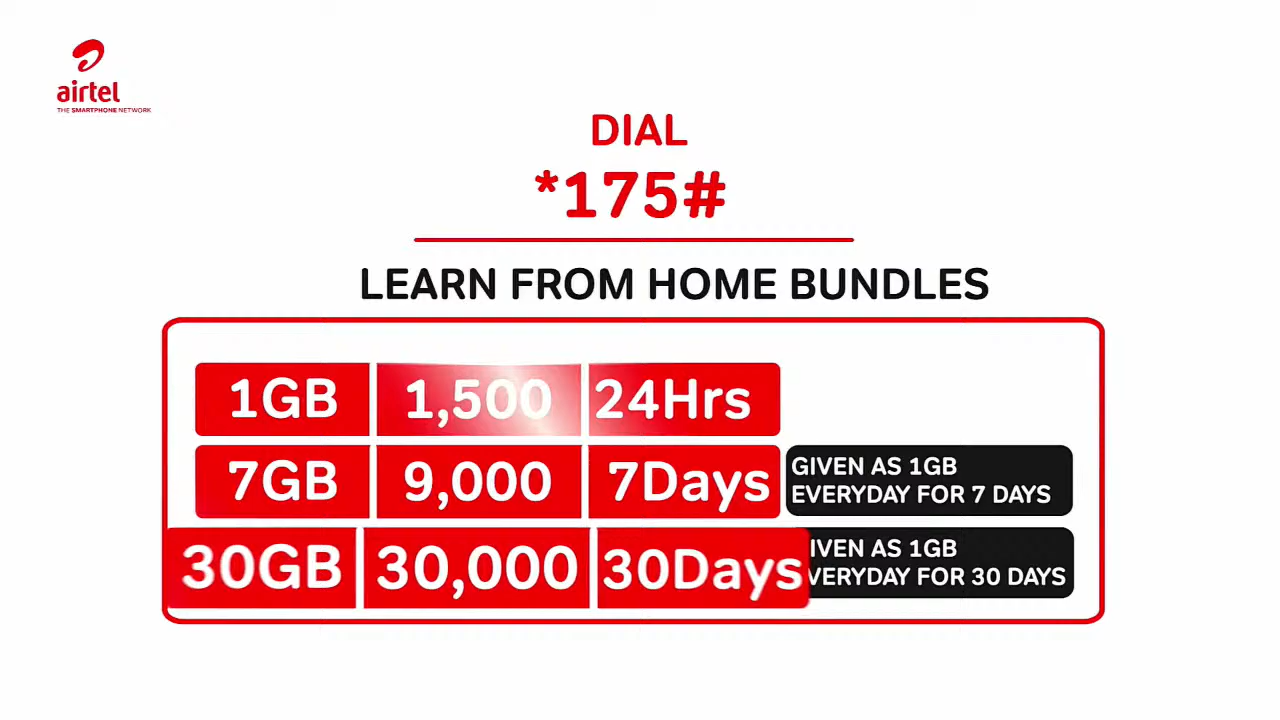 airtel
THE SMARTPHONE NETWORK
DIAL
*175#
LEARN FROM HOME BUNDLES
1GB 1,500 24Hrs
7GB 9,000 7Days GIVEN AS 1GB
EVERYDAY FOR 7 DAYS
30GB 30,000 30Days IVEN AS 1GB
VERYDAY FOR 30 DAYS